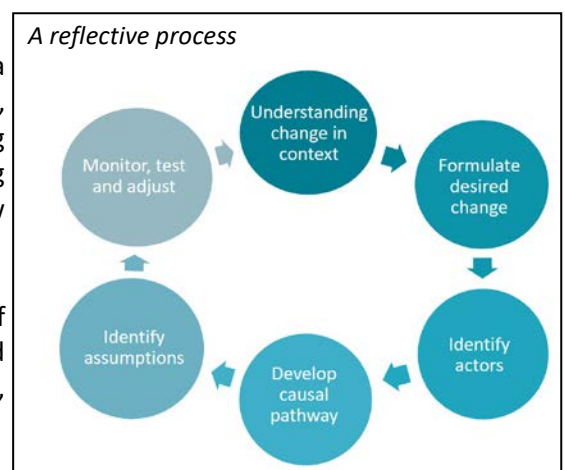 A reflective process
Understanding
change in
context
Formulate
desired
change
Identify
actors
Develop
causal
pathway
Identify
assumptions
Monitor, test
and adjust